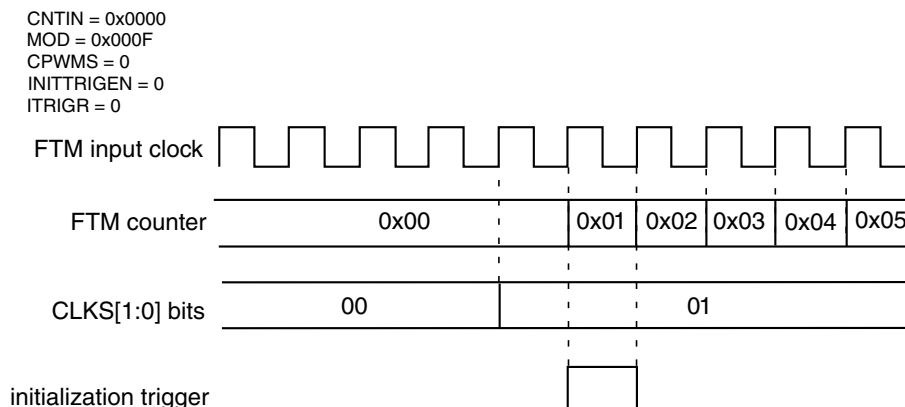 CNTIN = 0x0000
MOD = 0x000F
CPWMS = 0
INITTRIGEN = 0
ITRIGR = 0
FTM input clock
FTM counter 0x00 0x01 0x02 0x03 0x04 0x05
CLKS[1:0] bits 00 01
initialization trigger